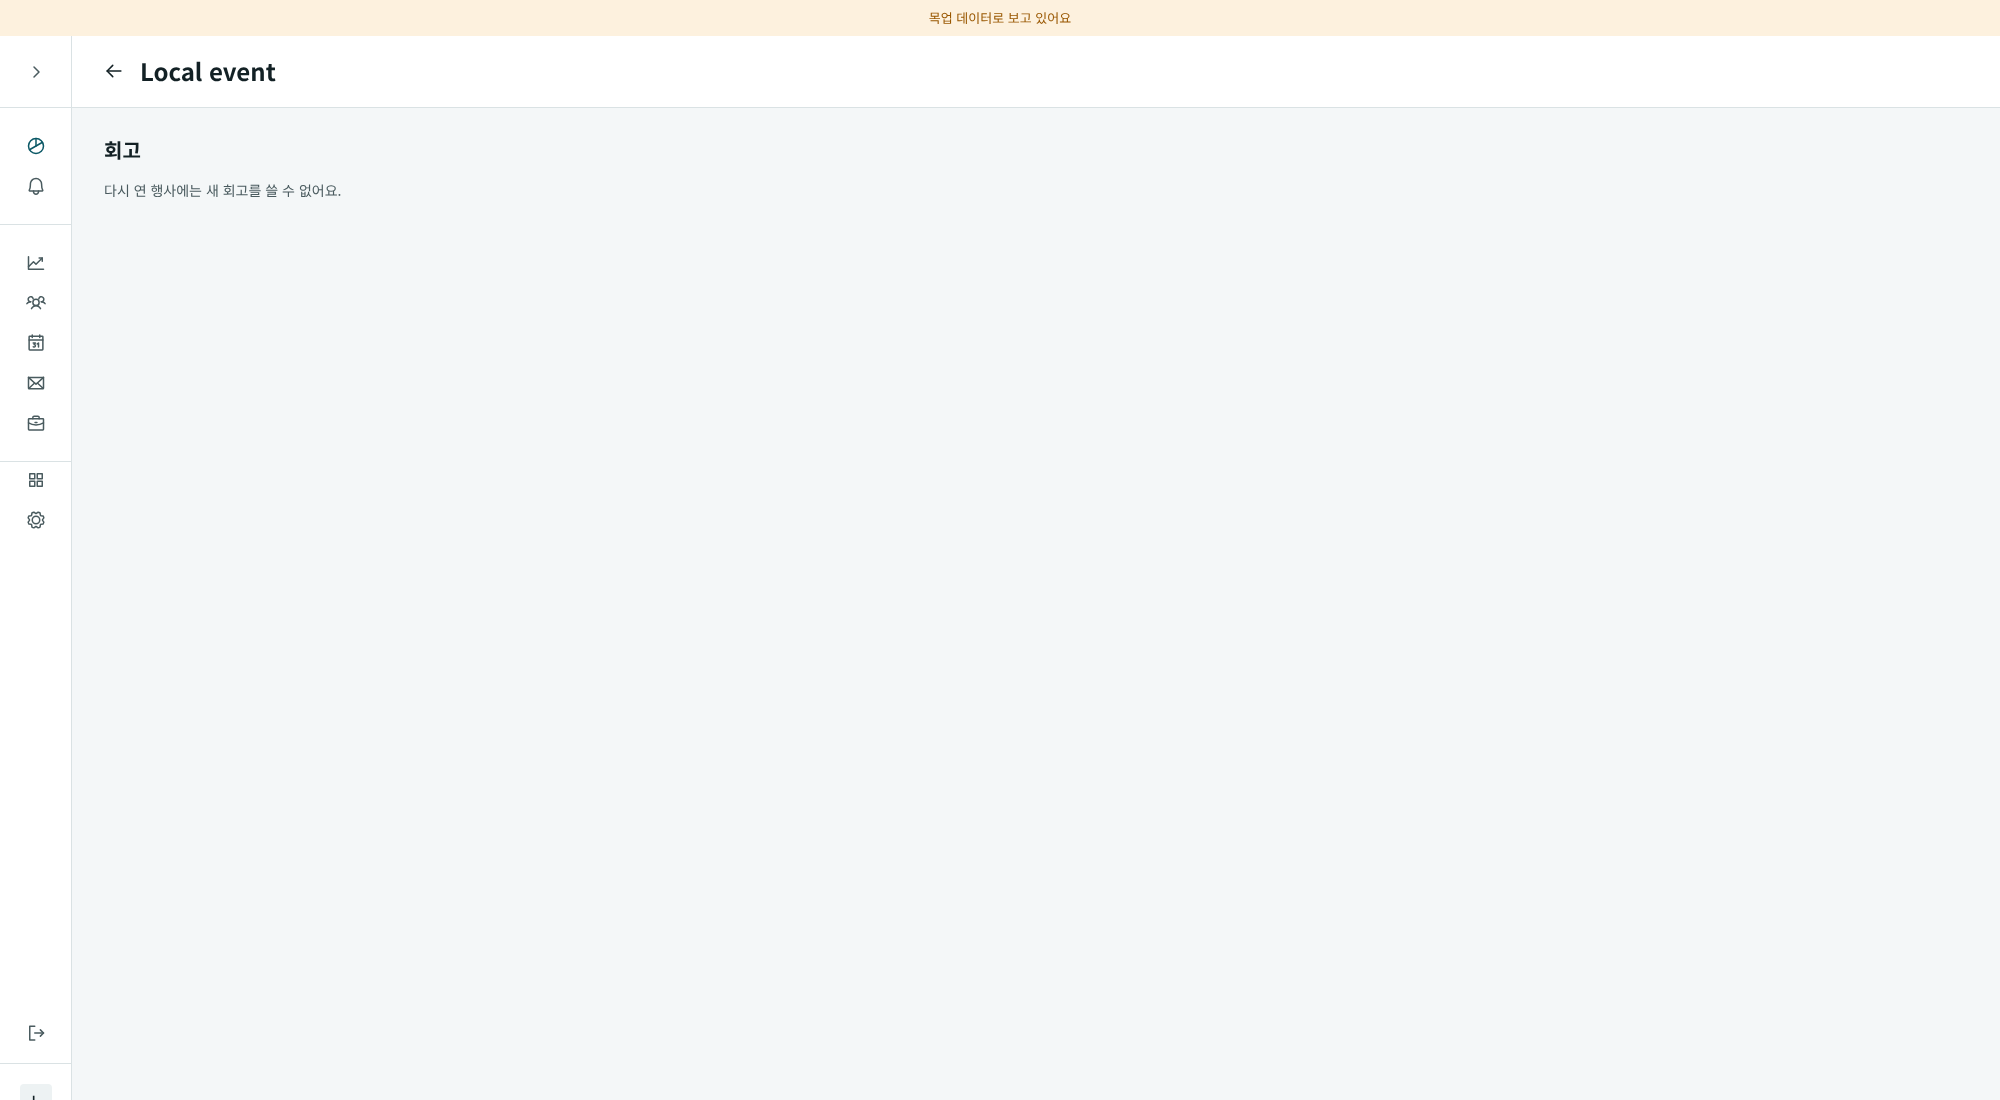 목업 데이터로 보고 있어요
Local event
회고
다시 연 행사에는 새 회고를 쓸 수 없어요.
31